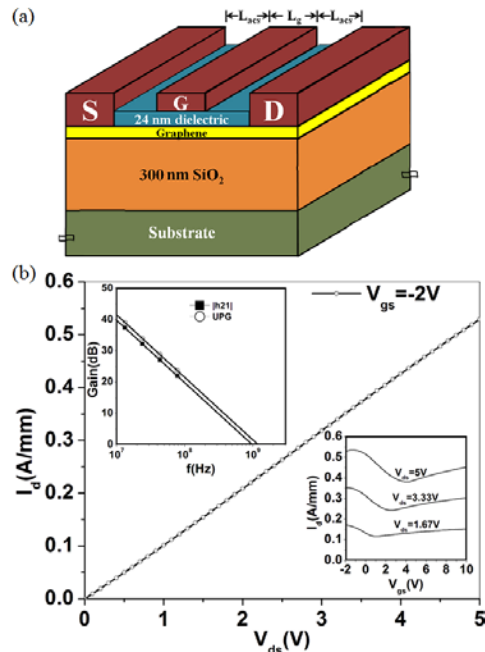 (a)
L_acs L_g L_acs
S G D
24 nm dielectric
Graphene
300 nm SiO₂
Substrate
(b)
I_d(A/mm)
0.6
0.5
0.4
0.3
0.2
0.1
0.0
0 1 2 3 4 5
V_ds(V)
V_gs=-2V
Gain(dB)
50
40
30
20
10
0
10^7 10^8 10^9
f(Hz)
|h21|
UPG
I_d(A/mm)
0.6
0.5
0.4
0.3
0.2
0.1
0.0
-2 0 2 4 6 8 10
V_gs(V)
V_ds=5V
V_ds=3.33V
V_ds=1.67V